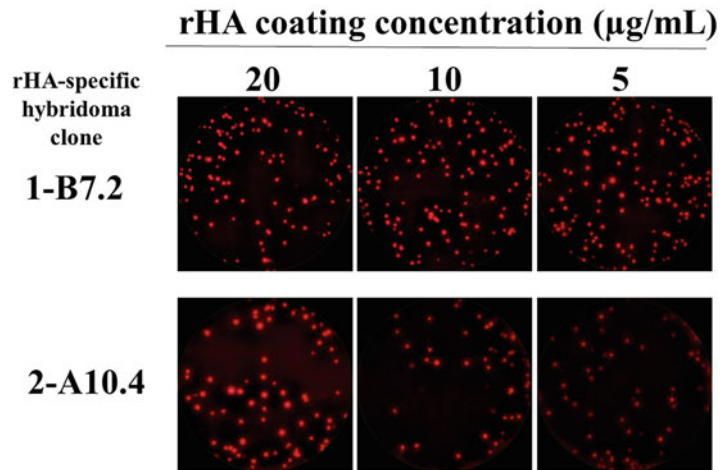 rHA coating concentration (µg/mL)
rHA-specific
hybridoma
clone
20
10
5
1-B7.2
2-A10.4